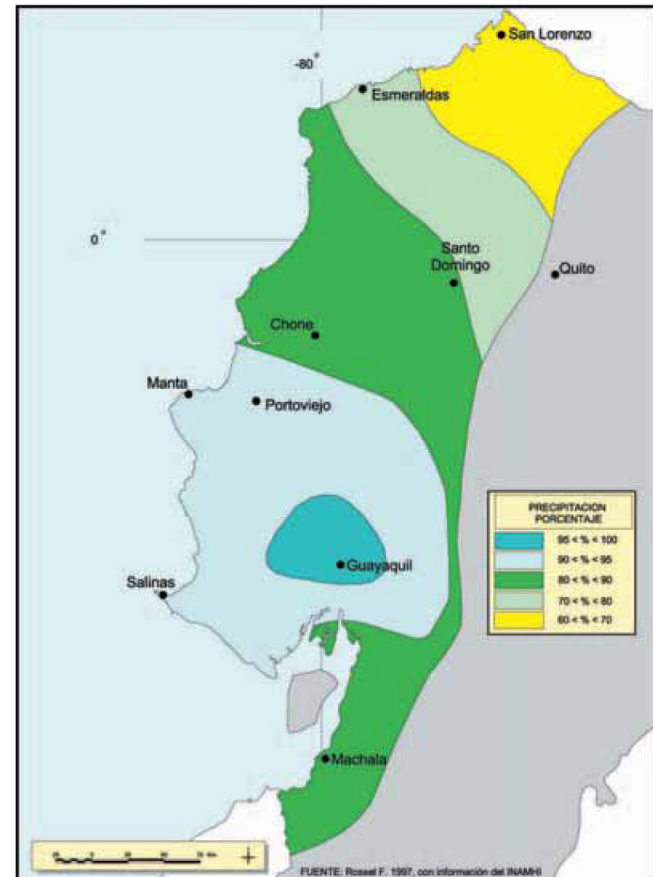 San Lorenzo
-80°
Esmeraldas
0°
Santo
Domingo
Quito
Chone
Manta
Portoviejo
PRECIPITACION
PORCENTAJE
95 < % < 100
90 < % < 95
80 < % < 90
70 < % < 80
60 < % < 70
Guayaquil
Salinas
Machala
FUENTE: Rossel F. 1997, con información del INAMHI